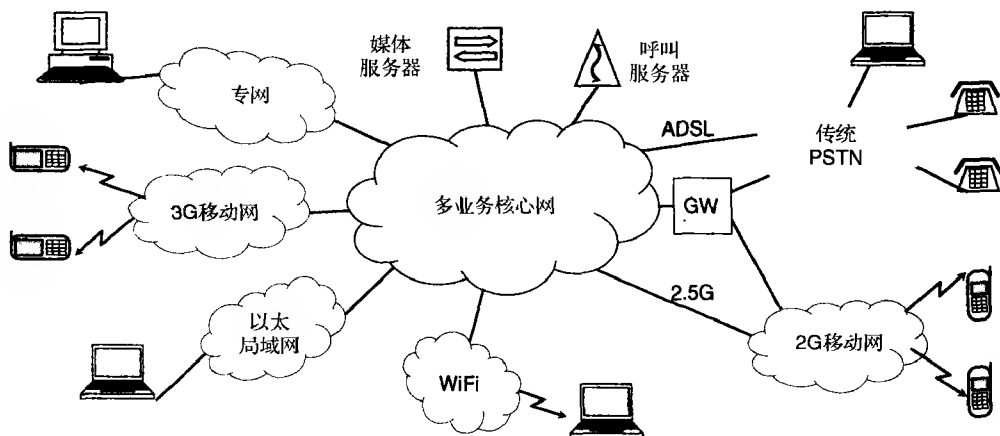 媒体
服务器
呼叫
服务器
专网
ADSL
传统
PSTN
3G移动网
多业务核心网
GW
以太
局域网
2.5G
WiFi
2G移动网